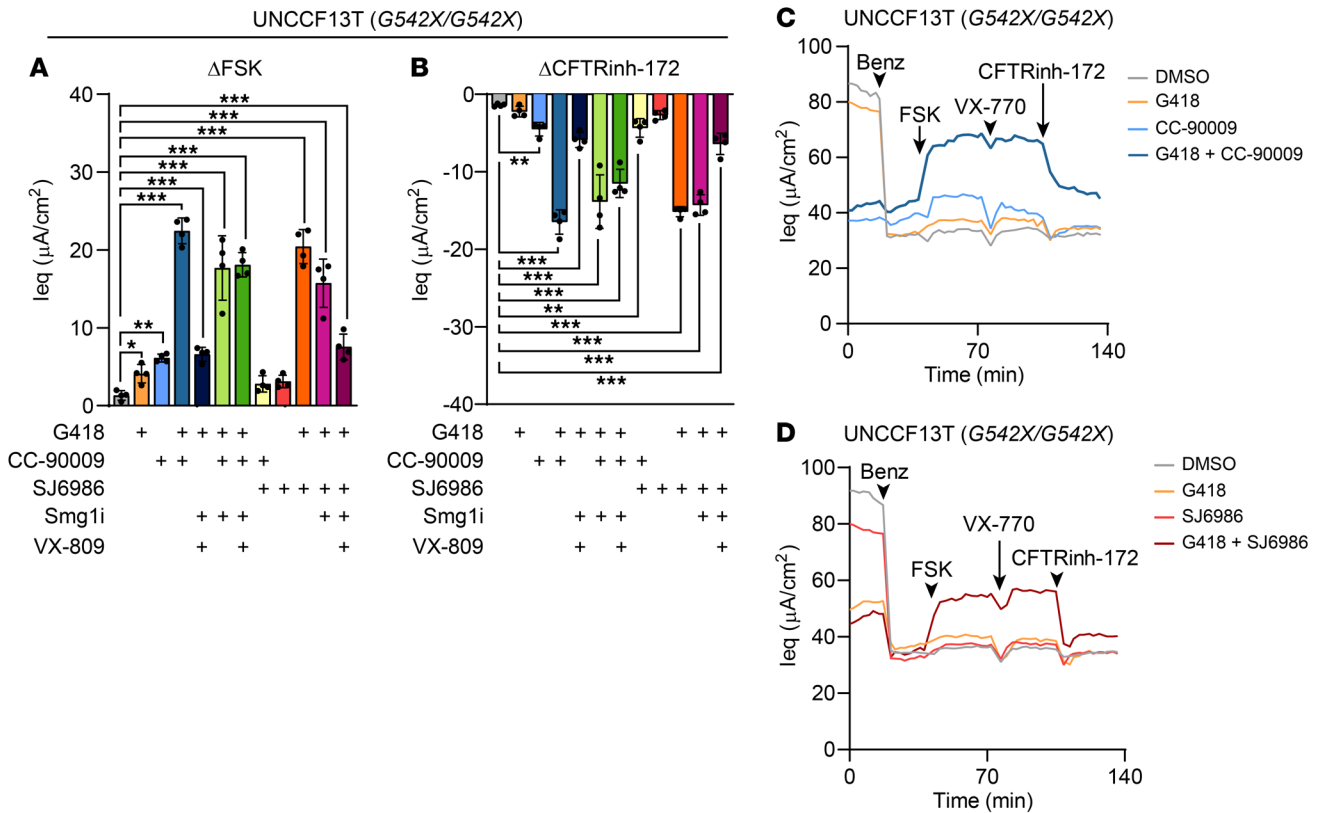 UNCCF13T (G542X/G542X)
A
ΔFSK
Ieq (μA/cm²)
40
30
20
10
0
***
***
***
***
***
***
***
**
*
G418 + + + + + + + +
CC-90009 + + + + +
SJ6986 + + + + +
Smg1i + + + + +
VX-809 + + +
B
ΔCFTRinh-172
Ieq (μA/cm²)
0
-10
-20
-30
-40
**
***
***
***
**
***
***
***
***
G418 + + + + + + + +
CC-90009 + + + + +
SJ6986 + + + + +
Smg1i + + + + +
VX-809 + + +
C
UNCCF13T (G542X/G542X)
Ieq (μA/cm²)
100
80
60
40
20
0
Benz
FSK
VX-770
CFTRinh-172
DMSO
G418
CC-90009
G418 + CC-90009
0 70 140
Time (min)
D
UNCCF13T (G542X/G542X)
Ieq (μA/cm²)
100
80
60
40
20
0
Benz
FSK
VX-770
CFTRinh-172
DMSO
G418
SJ6986
G418 + SJ6986
0 70 140
Time (min)